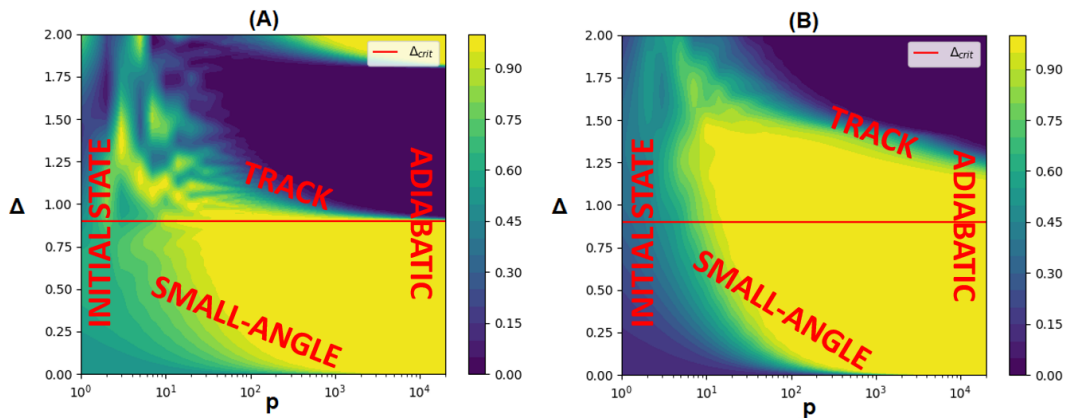 (A)
2.00
1.75
1.50
1.25
1.00
0.75
0.50
0.25
0.00
Δ
10⁰
10¹
10²
10³
10⁴
p
Δcrit
INITIAL STATE
TRACK
ADIABATIC
SMALL-ANGLE
0.90
0.75
0.60
0.45
0.30
0.15
0.00
(B)
2.00
1.75
1.50
1.25
1.00
0.75
0.50
0.25
0.00
Δ
10⁰
10¹
10²
10³
10⁴
p
Δcrit
INITIAL STATE
TRACK
ADIABATIC
SMALL-ANGLE
0.90
0.75
0.60
0.45
0.30
0.15
0.00